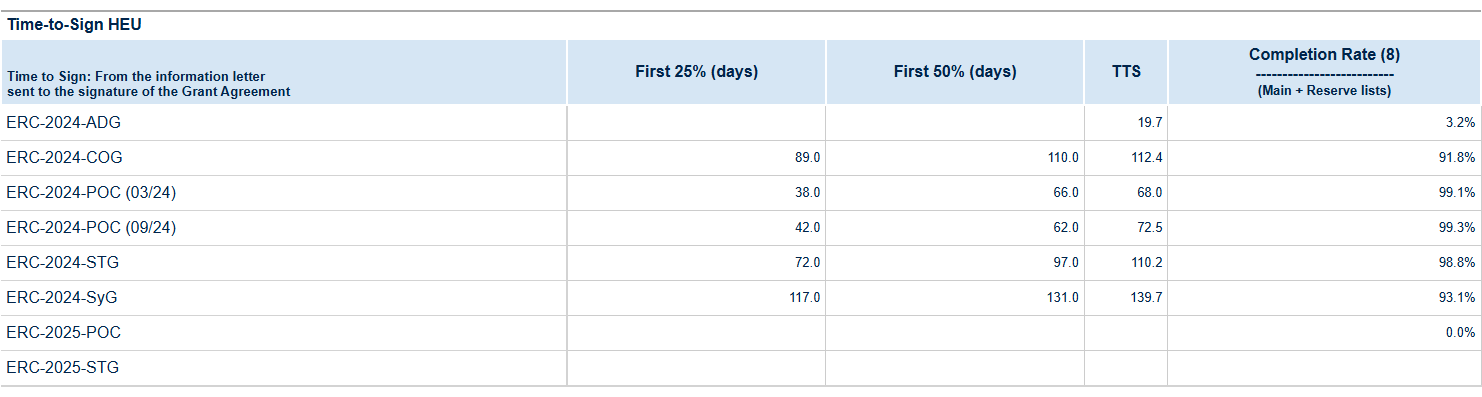 Time-to-Sign HEU
Time to Sign: From the information letter
sent to the signature of the Grant Agreement
First 25% (days)
First 50% (days)
TTS
Completion Rate (8)
--------------------------
(Main + Reserve lists)
ERC-2024-ADG 19.7 3.2%
ERC-2024-COG 89.0 110.0 112.4 91.8%
ERC-2024-POC (03/24) 38.0 66.0 68.0 99.1%
ERC-2024-POC (09/24) 42.0 62.0 72.5 99.3%
ERC-2024-STG 72.0 97.0 110.2 98.8%
ERC-2024-SyG 117.0 131.0 139.7 93.1%
ERC-2025-POC 0.0%
ERC-2025-STG